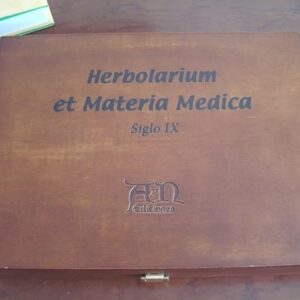 Herbolarium
et Materia Medica
Siglo IX
AyN
Ediciones